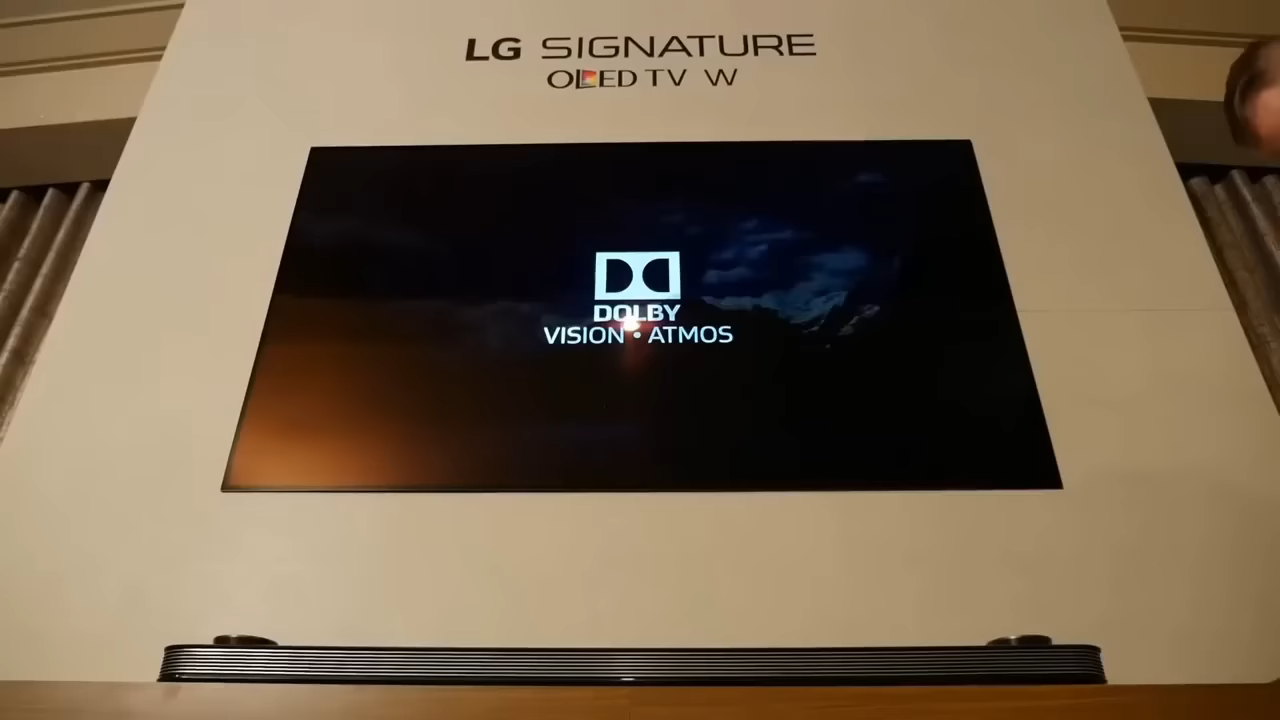 LG SIGNATURE
OLED TV W
DOLBY
VISION • ATMOS